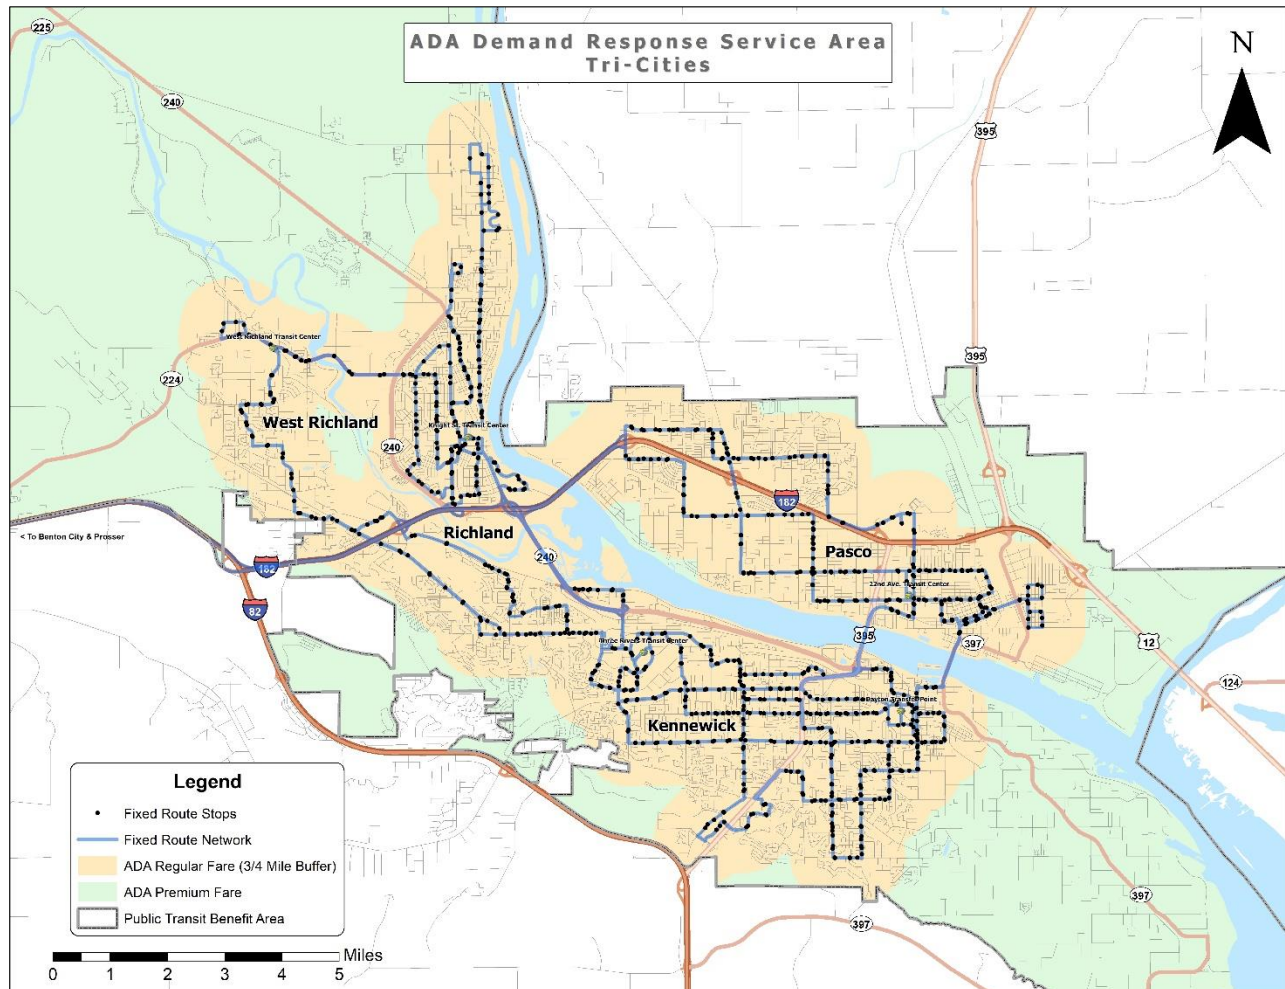 ADA Demand Response Service Area
Tri-Cities
N
225
240
395
395
224
240
182
240
182
82
395
397
12
124
397
397
West Richland Transit Center
West Richland
Knight St. Transit Center
Richland
Pasco
22nd Ave. Transit Center
< To Benton City & Prosser
Three Rivers Transit Center
Kennewick
Dayton Transfer Point
Legend
Fixed Route Stops
Fixed Route Network
ADA Regular Fare (3/4 Mile Buffer)
ADA Premium Fare
Public Transit Benefit Area
Miles
0 1 2 3 4 5